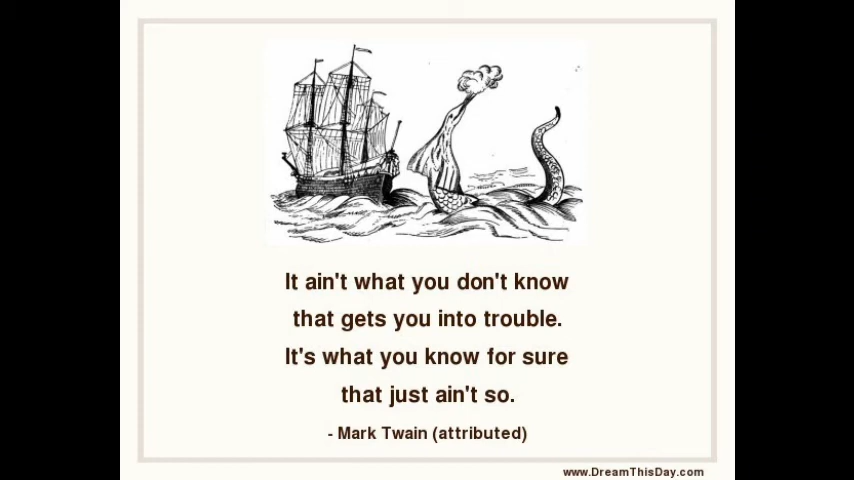 It ain't what you don't know
that gets you into trouble.
It's what you know for sure
that just ain't so.
- Mark Twain (attributed)
www.DreamThisDay.com